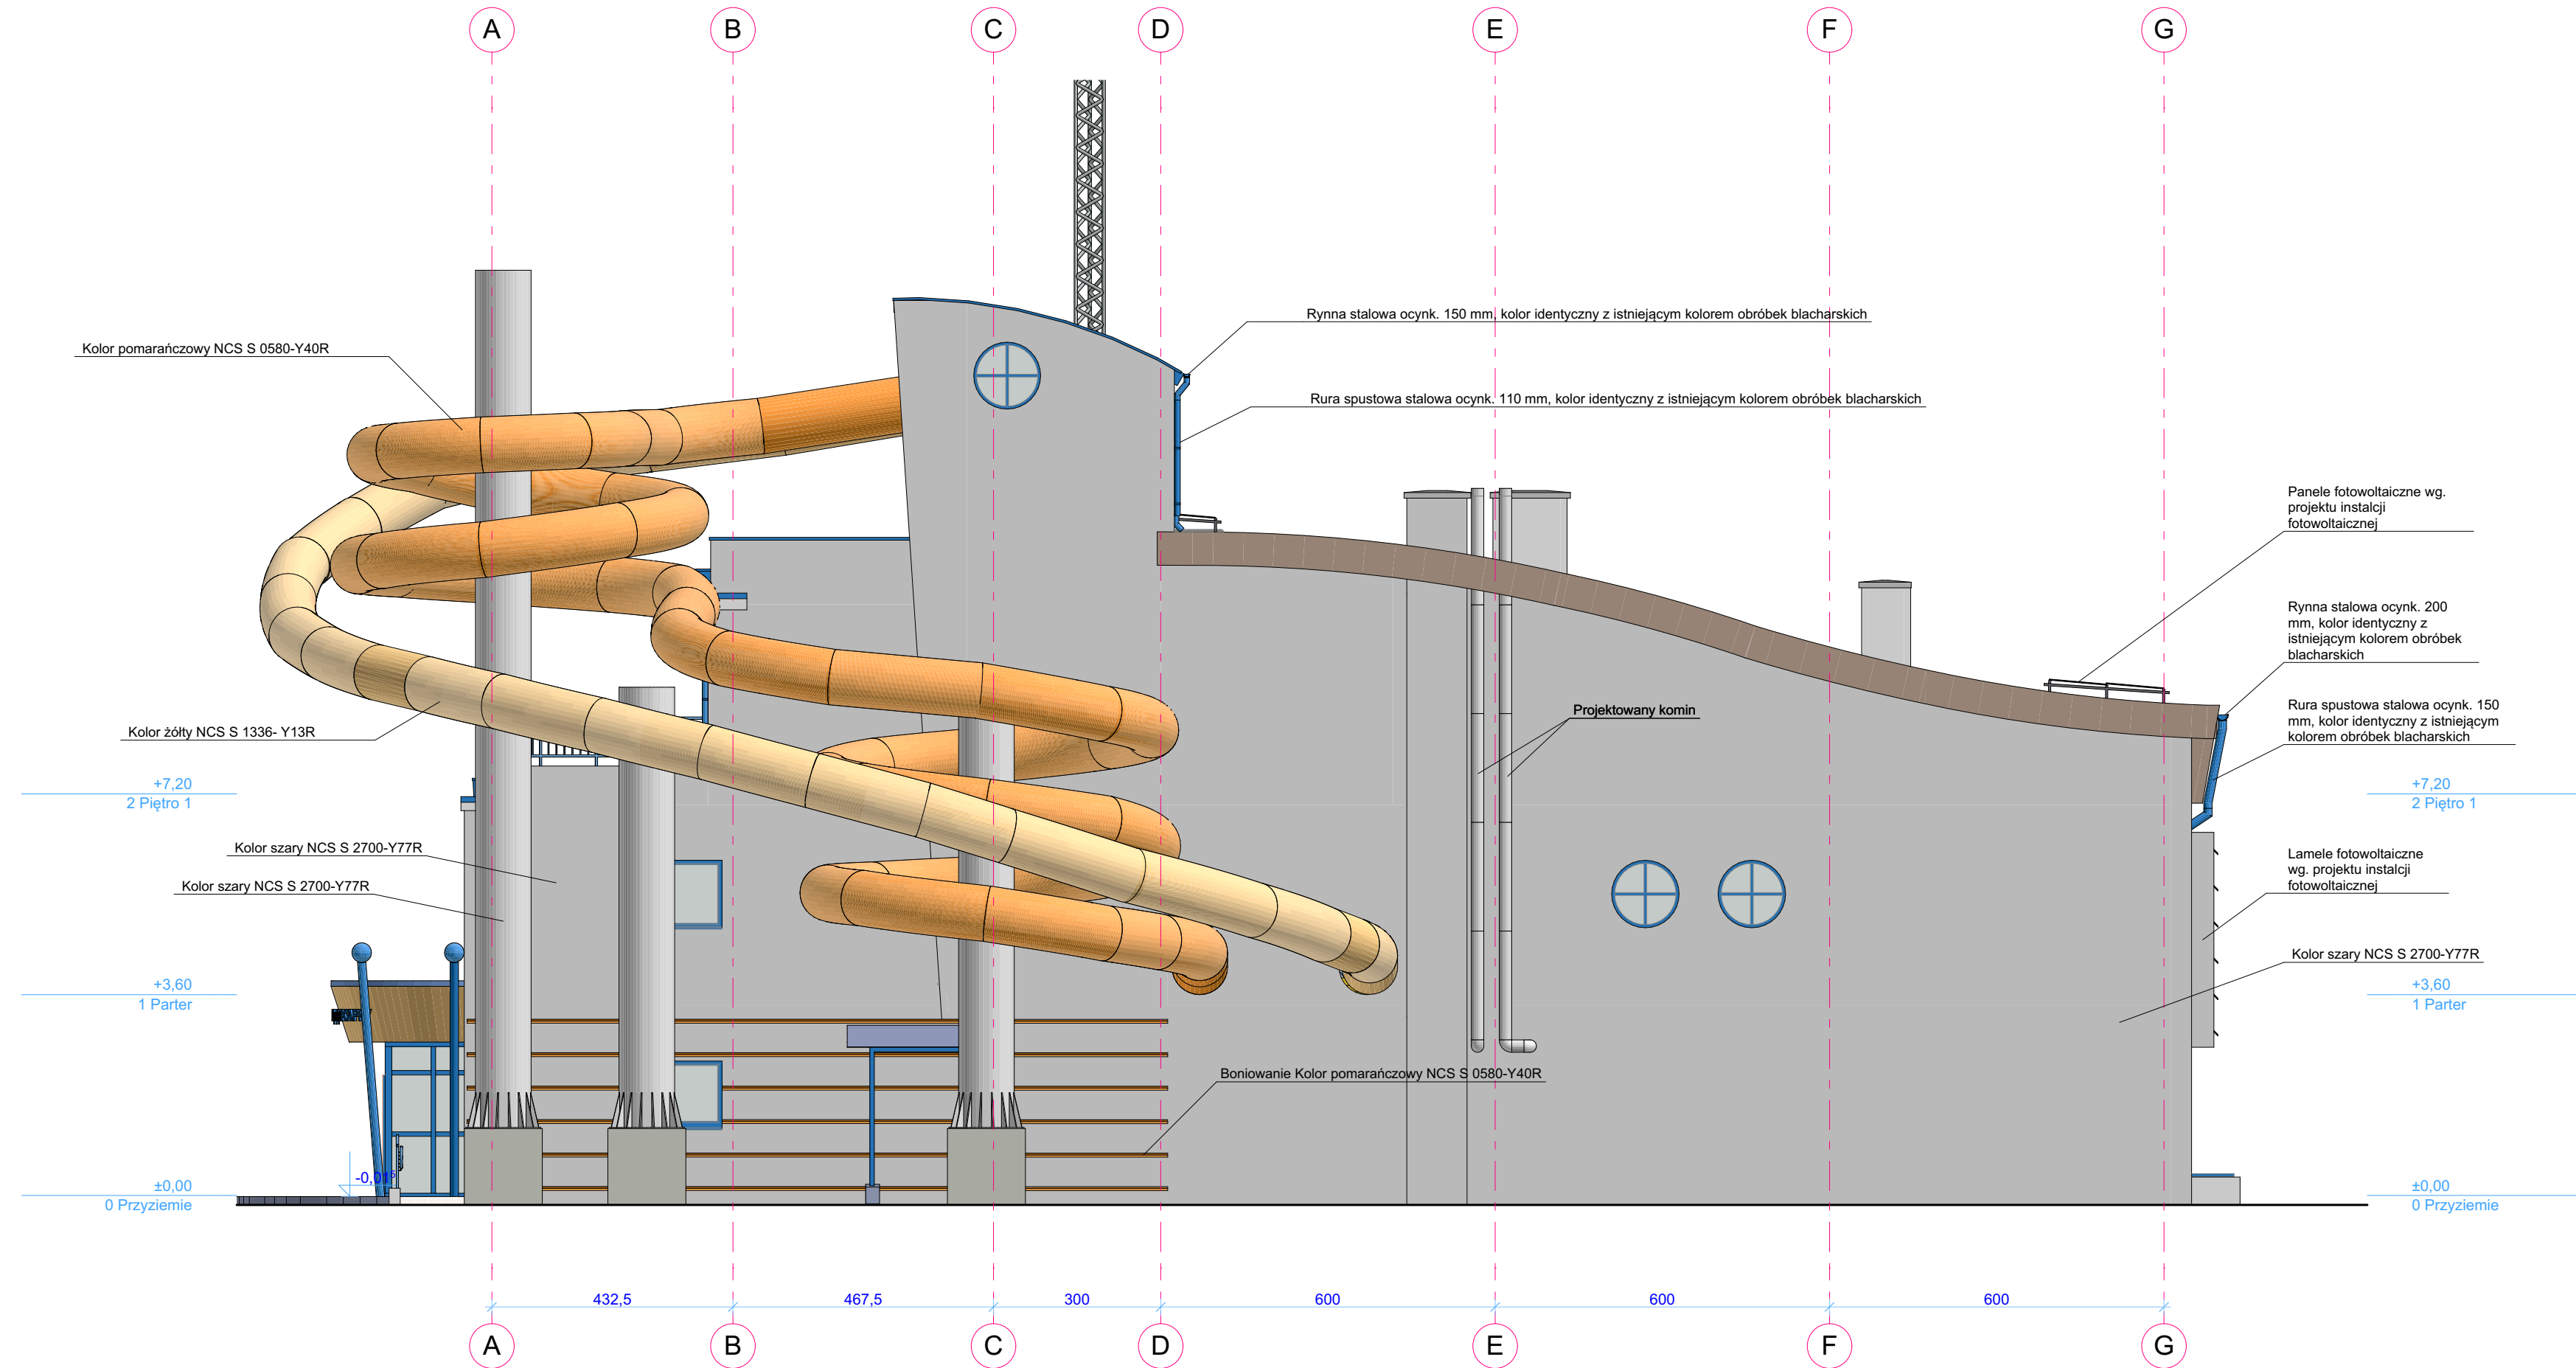 A
B
C
D
E
F
G
Rynna stalowa ocynk. 150 mm, kolor identyczny z istniejącym kolorem obróbek blacharskich
Kolor pomarańczowy NCS S 0580-Y40R
Rura spustowa stalowa ocynk. 110 mm, kolor identyczny z istniejącym kolorem obróbek blacharskich
Panele fotowoltaiczne wg.
projektu instalcji
fotowoltaicznej
Rynna stalowa ocynk. 200
mm, kolor identyczny z
istniejącym kolorem obróbek
blacharskich
Projektowany komin
Rura spustowa stalowa ocynk. 150
mm, kolor identyczny z istniejącym
kolorem obróbek blacharskich
Kolor żółty NCS S 1336- Y13R
+7,20
2 Piętro 1
+7,20
2 Piętro 1
Kolor szary NCS S 2700-Y77R
Kolor szary NCS S 2700-Y77R
Lamele fotowoltaiczne
wg. projektu instalcji
fotowoltaicznej
Kolor szary NCS S 2700-Y77R
+3,60
1 Parter
+3,60
1 Parter
Boniowanie Kolor pomarańczowy NCS S 0580-Y40R
-0,01⁵
±0,00
0 Przyziemie
±0,00
0 Przyziemie
432,5
467,5
300
600
600
600
A
B
C
D
E
F
G